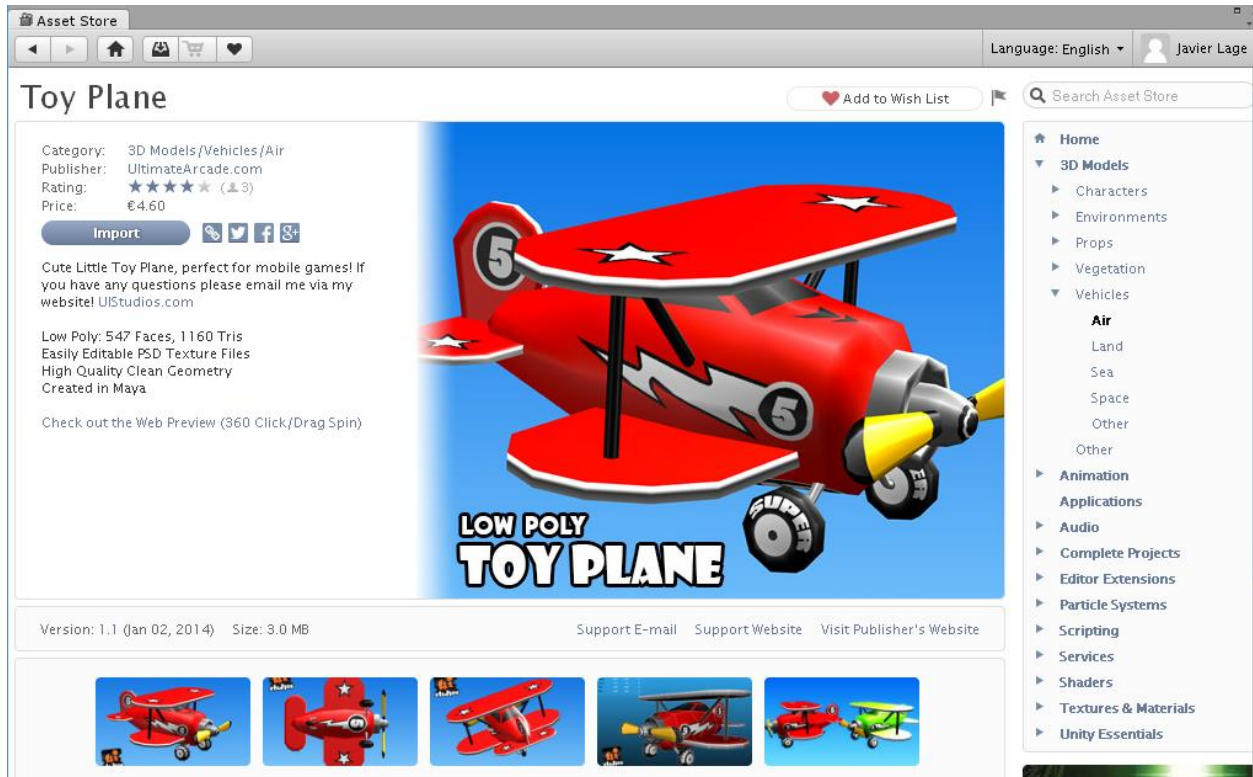 Asset Store
Language: English
Javier Lage
Toy Plane
Add to Wish List
Search Asset Store
Category: 3D Models/Vehicles/Air
Publisher: UltimateArcade.com
Rating: (3)
Price: €4.60
Import
8+
Cute Little Toy Plane, perfect for mobile games! If
you have any questions please email me via my
website! UIStudios.com
Low Poly: 547 Faces, 1160 Tris
Easily Editable PSD Texture Files
High Quality Clean Geometry
Created in Maya
Check out the Web Preview (360 Click/Drag Spin)
5
5
SUPER
LOW POLY
TOY PLANE
Version: 1.1 (Jan 02, 2014) Size: 3.0 MB
Support E-mail Support Website Visit Publisher's Website
Home
3D Models
Characters
Environments
Props
Vegetation
Vehicles
Air
Land
Sea
Space
Other
Other
Animation
Applications
Audio
Complete Projects
Editor Extensions
Particle Systems
Scripting
Services
Shaders
Textures & Materials
Unity Essentials